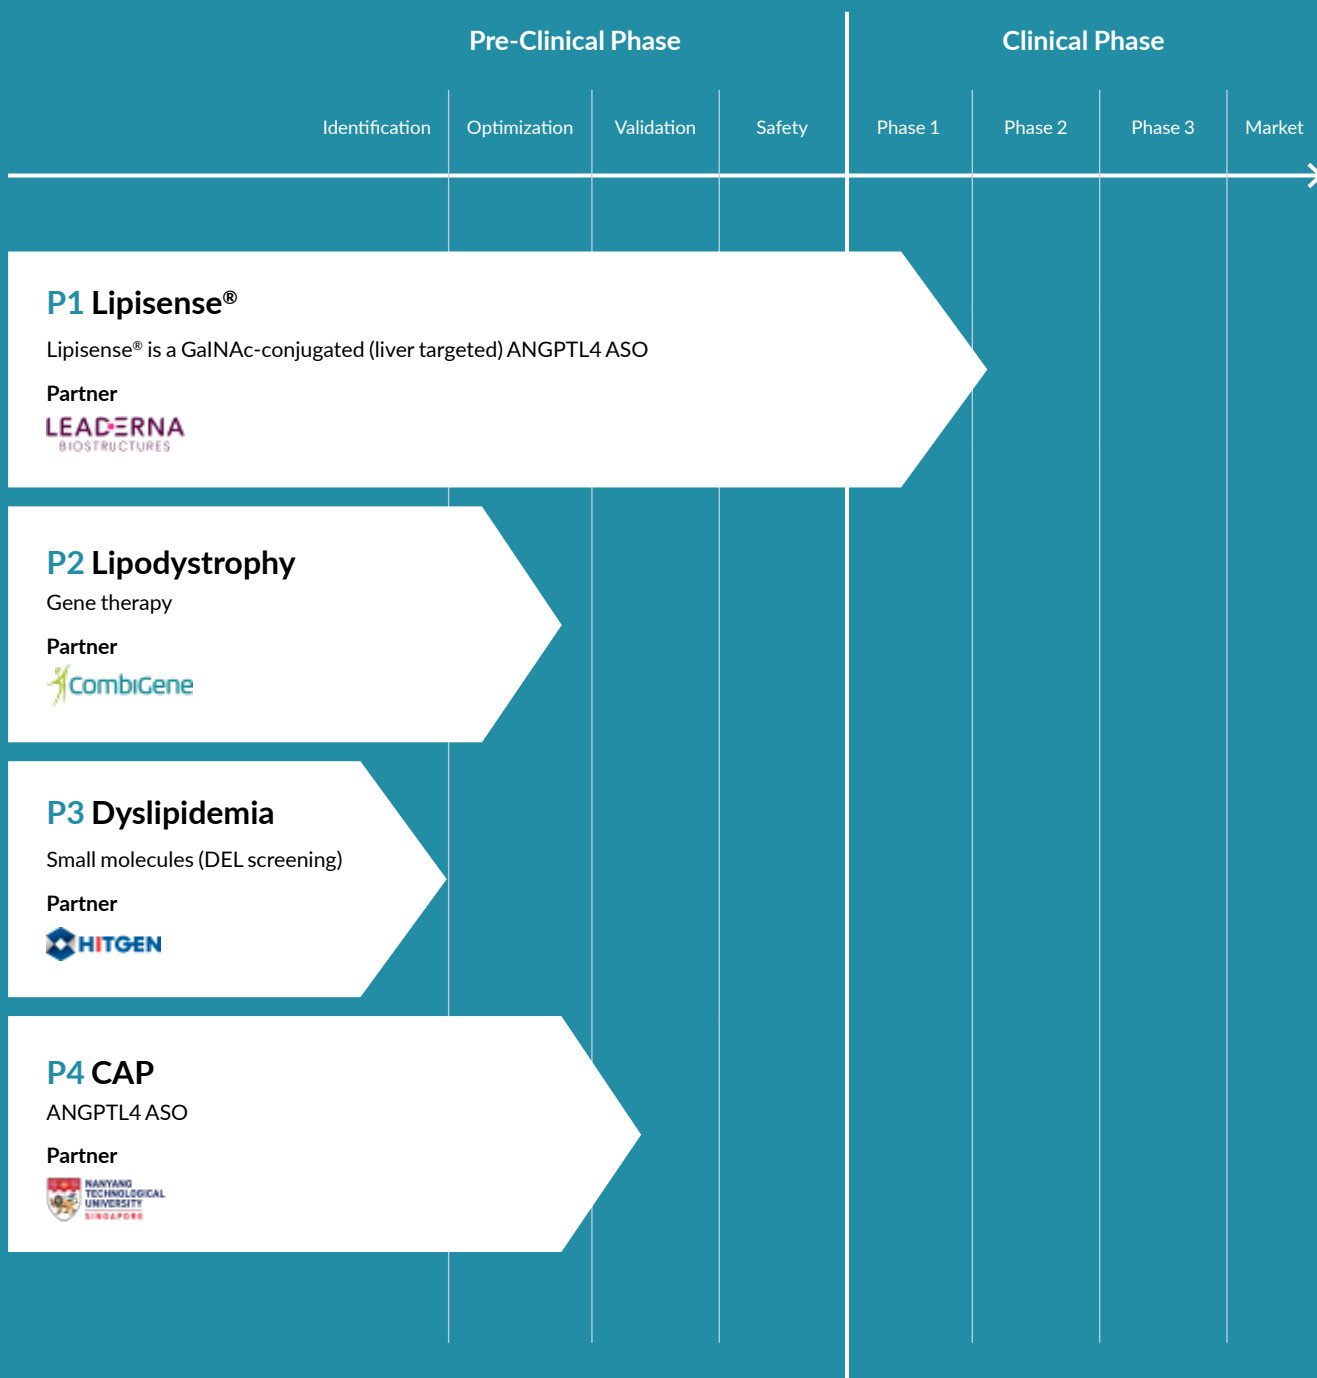 Pre-Clinical Phase
Clinical Phase
Identification
Optimization
Validation
Safety
Phase 1
Phase 2
Phase 3
Market
P1 Lipisense®
Lipisense® is a GalNAc-conjugated (liver targeted) ANGPTL4 ASO
Partner
LEADERNA
BIOSTRUCTURES
P2 Lipodystrophy
Gene therapy
Partner
CombiGene
P3 Dyslipidemia
Small molecules (DEL screening)
Partner
HITGEN
P4 CAP
ANGPTL4 ASO
Partner
NANYANG
TECHNOLOGICAL
UNIVERSITY
SINGAPORE